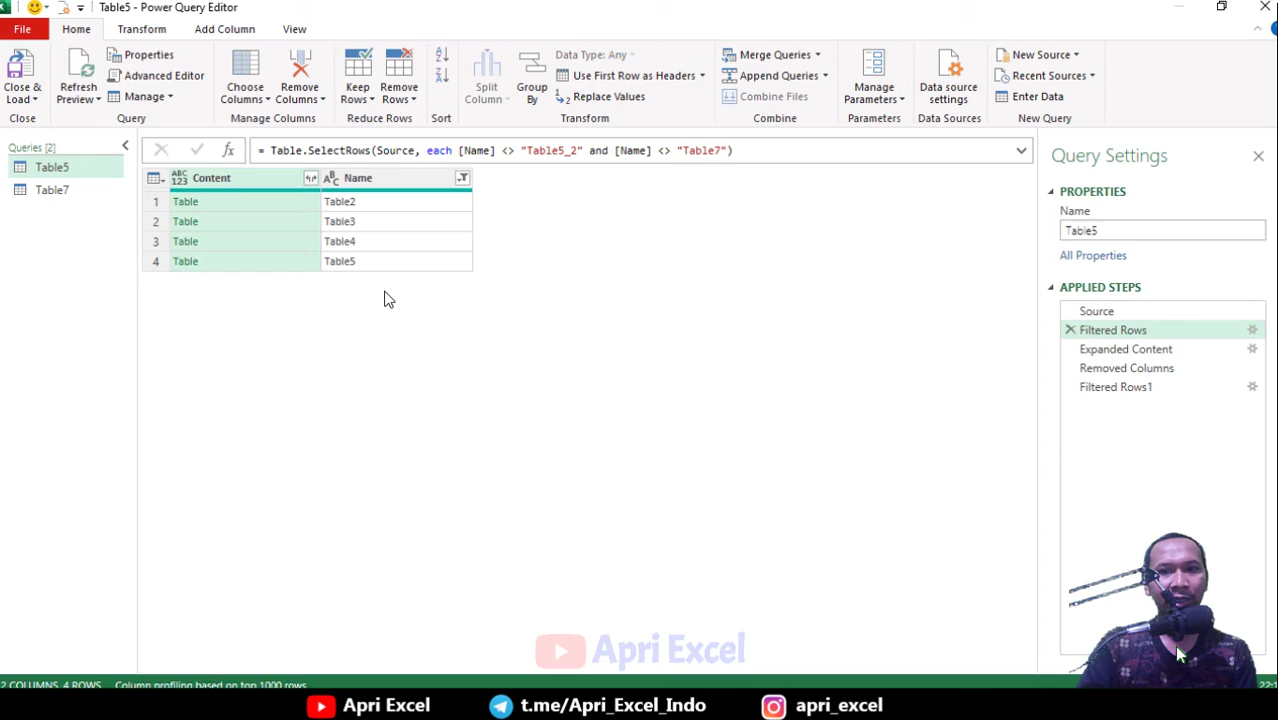 Table5 - Power Query Editor
File Home Transform Add Column View
Close & Load
Refresh Preview
Properties
Advanced Editor
Manage
Choose Columns
Remove Columns
Keep Rows
Remove Rows
Split Column
Group By
Data Type: Any
Use First Row as Headers
Replace Values
Merge Queries
Append Queries
Combine Files
Manage Parameters
Data source settings
New Source
Recent Sources
Enter Data
Close Query Manage Columns Reduce Rows Sort Transform Combine Parameters Data Sources New Query
Queries [2]
Table5
Table7
fx = Table.SelectRows(Source, each [Name] <> "Table5_2" and [Name] <> "Table7")
ABC 123 Content ABC Name
1 Table Table2
2 Table Table3
3 Table Table4
4 Table Table5
Query Settings
PROPERTIES
Name
Table5
All Properties
APPLIED STEPS
Source
Filtered Rows
Expanded Content
Removed Columns
Filtered Rows1
Apri Excel
2 COLUMNS, 4 ROWS Column profiling based on top 1000 rows
Apri Excel t.me/Apri_Excel_Indo apri_excel